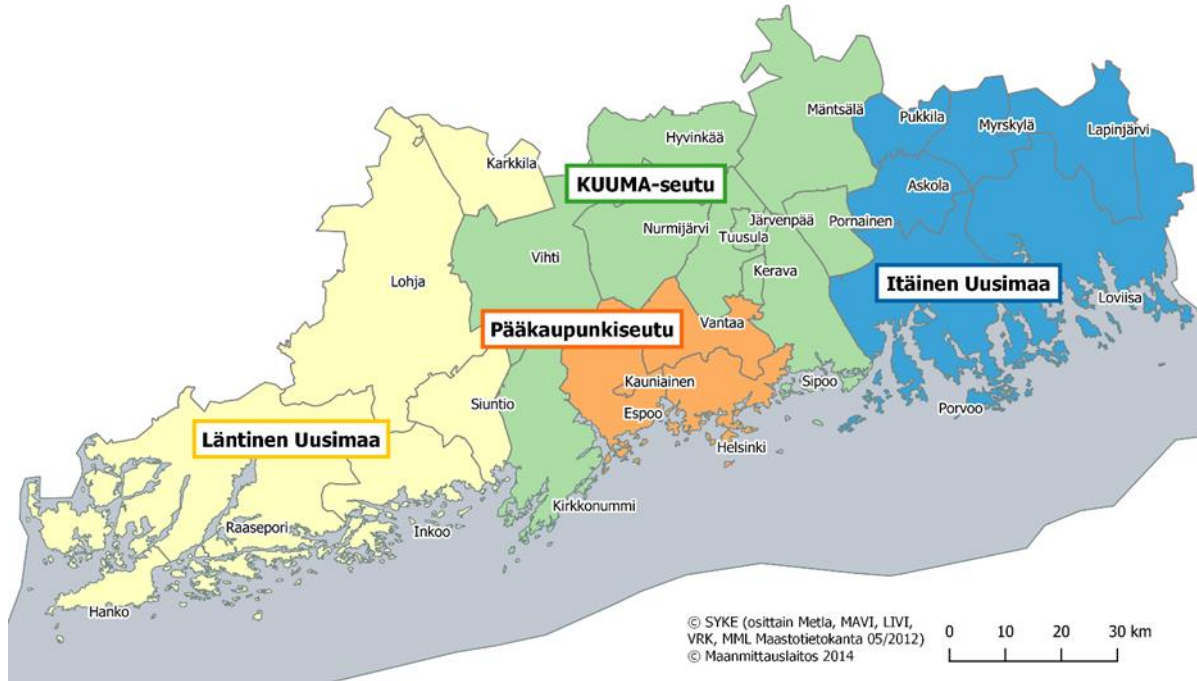 Mäntsälä
Pukkila
Myrskylä
Lapinjärvi
Hyvinkää
Karkkila
KUUMA-seutu
Askola
Järvenpää
Pornainen
Nurmijärvi
Tuusula
Vihti
Kerava
Lohja
Itäinen Uusimaa
Loviisa
Pääkaupunkiseutu
Vantaa
Kauniainen
Sipoo
Siuntio
Espoo
Porvoo
Läntinen Uusimaa
Helsinki
Kirkkonummi
Raasepori
Inkoo
Hanko
© SYKE (osittain Metla, MAVI, LIVI,
VRK, MML Maastotietokanta 05/2012)
© Maanmittauslaitos 2014
0 10 20 30 km